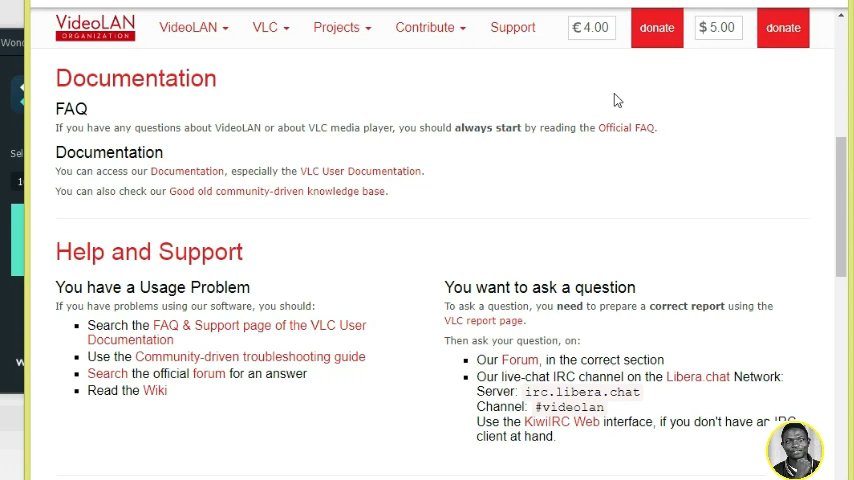 VideoLAN
ORGANIZATION
VideoLAN VLC Projects Contribute Support € 4.00 donate $ 5.00 donate
Documentation
FAQ
If you have any questions about VideoLAN or about VLC media player, you should always start by reading the Official FAQ.
Documentation
You can access our Documentation, especially the VLC User Documentation.
You can also check our Good old community-driven knowledge base.
Help and Support
You have a Usage Problem
If you have problems using our software, you should:
Search the FAQ & Support page of the VLC User
Documentation
Use the Community-driven troubleshooting guide
Search the official forum for an answer
Read the Wiki
You want to ask a question
To ask a question, you need to prepare a correct report using the
VLC report page.
Then ask your question, on:
Our Forum, in the correct section
Our live-chat IRC channel on the Libera.chat Network:
Server: irc.libera.chat
Channel: #videolan
Use the KiwiIRC Web interface, if you don't have an IRC
client at hand.